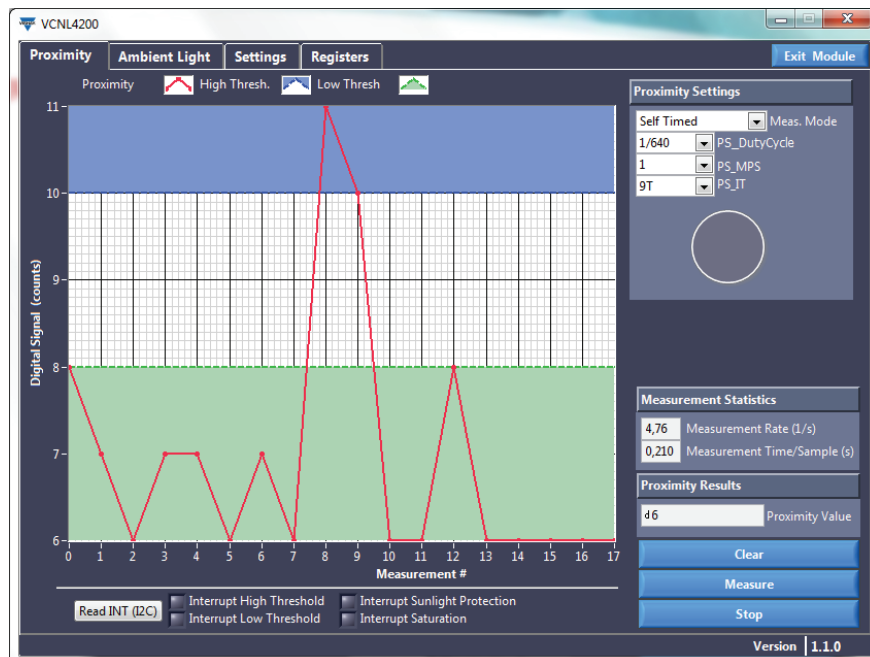 VCNL4200
Proximity Ambient Light Settings Registers Exit Module
Proximity High Thresh. Low Thresh
11
10
9
8
7
6
Digital Signal (counts)
0 1 2 3 4 5 6 7 8 9 10 11 12 13 14 15 16 17
Measurement #
Read INT (I2C)
Interrupt High Threshold
Interrupt Low Threshold
Interrupt Sunlight Protection
Interrupt Saturation
Proximity Settings
Self Timed Meas. Mode
1/640 PS_DutyCycle
1 PS_MPS
9T PS_IT
Measurement Statistics
4,76 Measurement Rate (1/s)
0,210 Measurement Time/Sample (s)
Proximity Results
d6 Proximity Value
Clear
Measure
Stop
Version 1.1.0